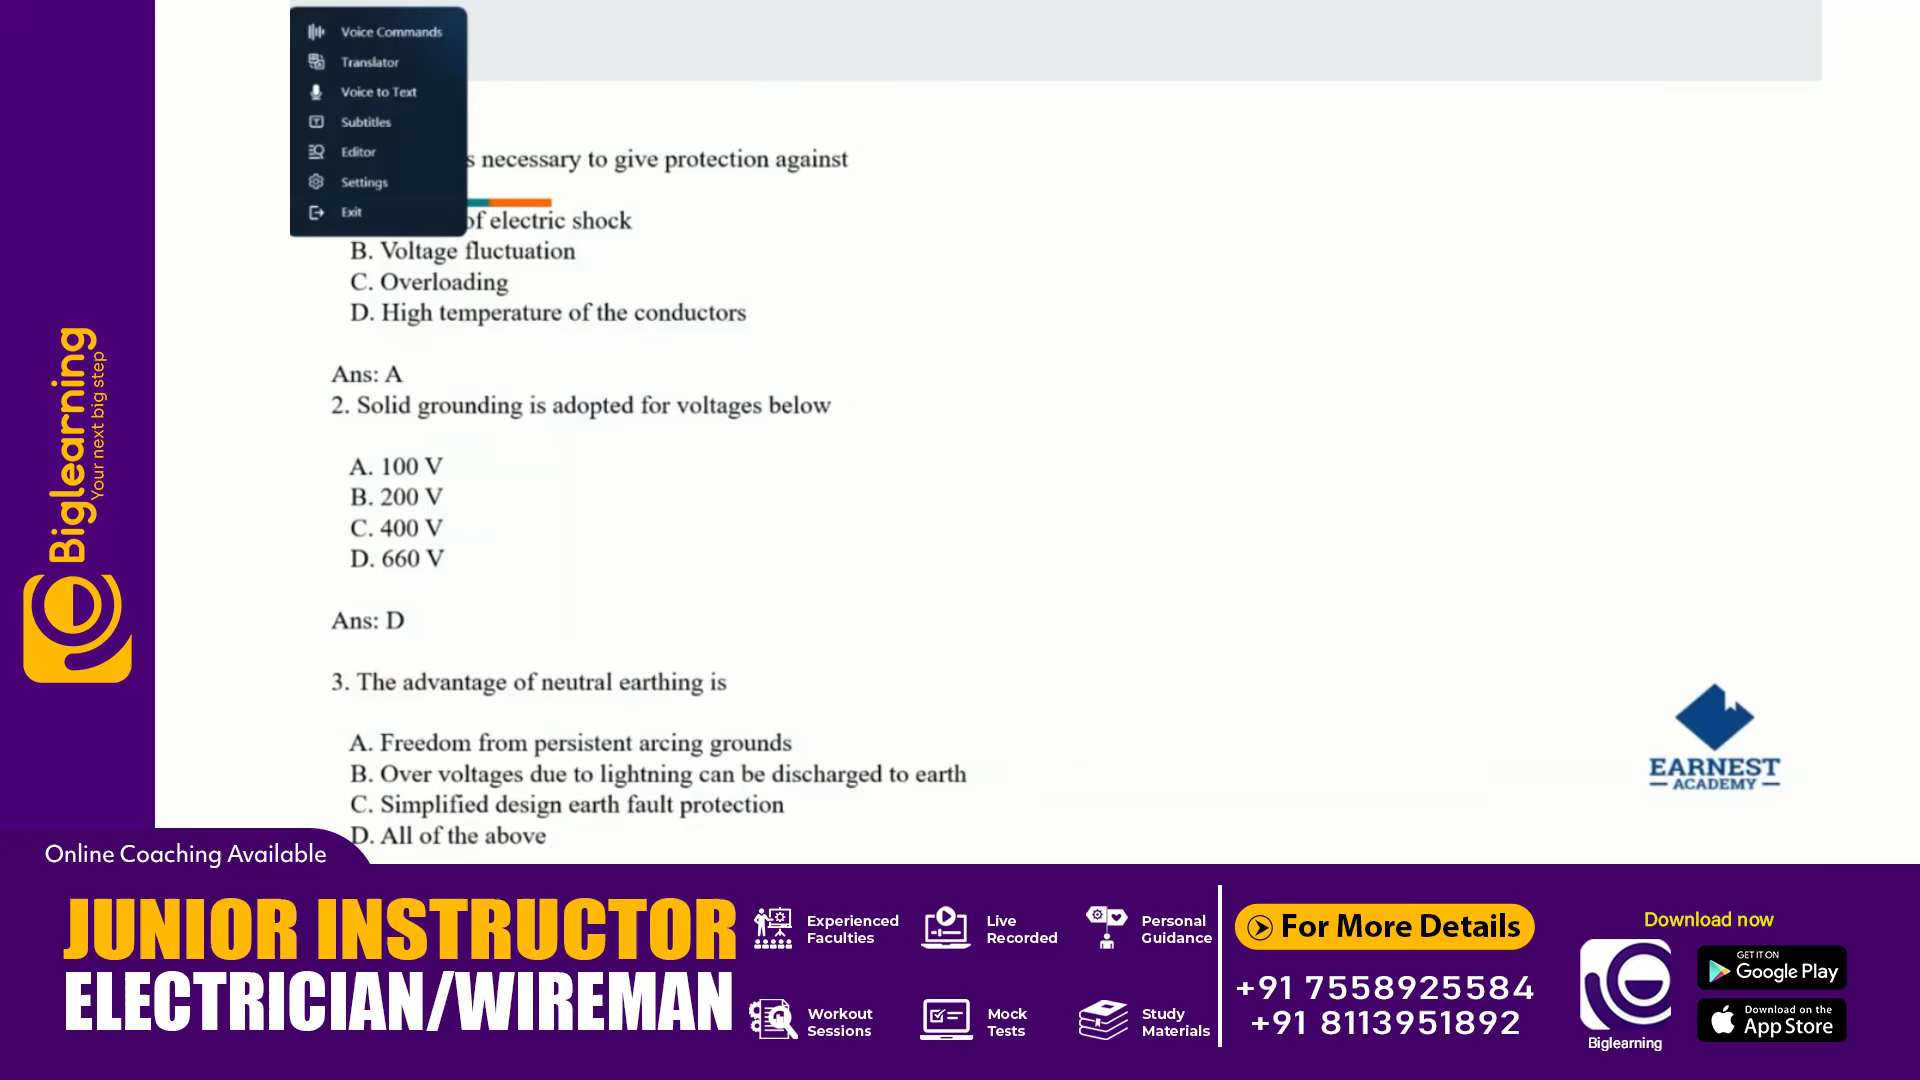 Voice Commands
Translator
Voice to Text
Subtitles
Editor
Settings
Exit
s necessary to give protection against
of electric shock
B. Voltage fluctuation
C. Overloading
D. High temperature of the conductors
Ans: A
2. Solid grounding is adopted for voltages below
A. 100 V
B. 200 V
C. 400 V
D. 660 V
Ans: D
3. The advantage of neutral earthing is
A. Freedom from persistent arcing grounds
B. Over voltages due to lightning can be discharged to earth
C. Simplified design earth fault protection
D. All of the above
Biglearning
Your next big step
EARNEST
ACADEMY
Online Coaching Available
JUNIOR INSTRUCTOR
ELECTRICIAN/WIREMAN
Experienced
Faculties
Live
Recorded
Personal
Guidance
Workout
Sessions
Mock
Tests
Study
Materials
For More Details
+91 7558925584
+91 8113951892
Download now
Biglearning
GET IT ON
Google Play
Download on the
App Store